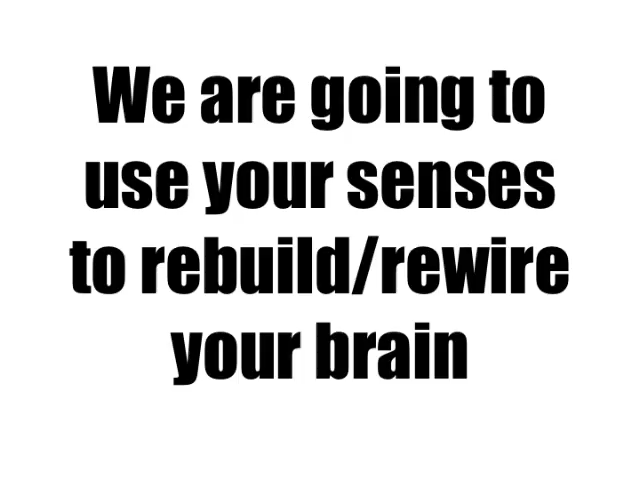 We are going to
use your senses
to rebuild/rewire
your brain